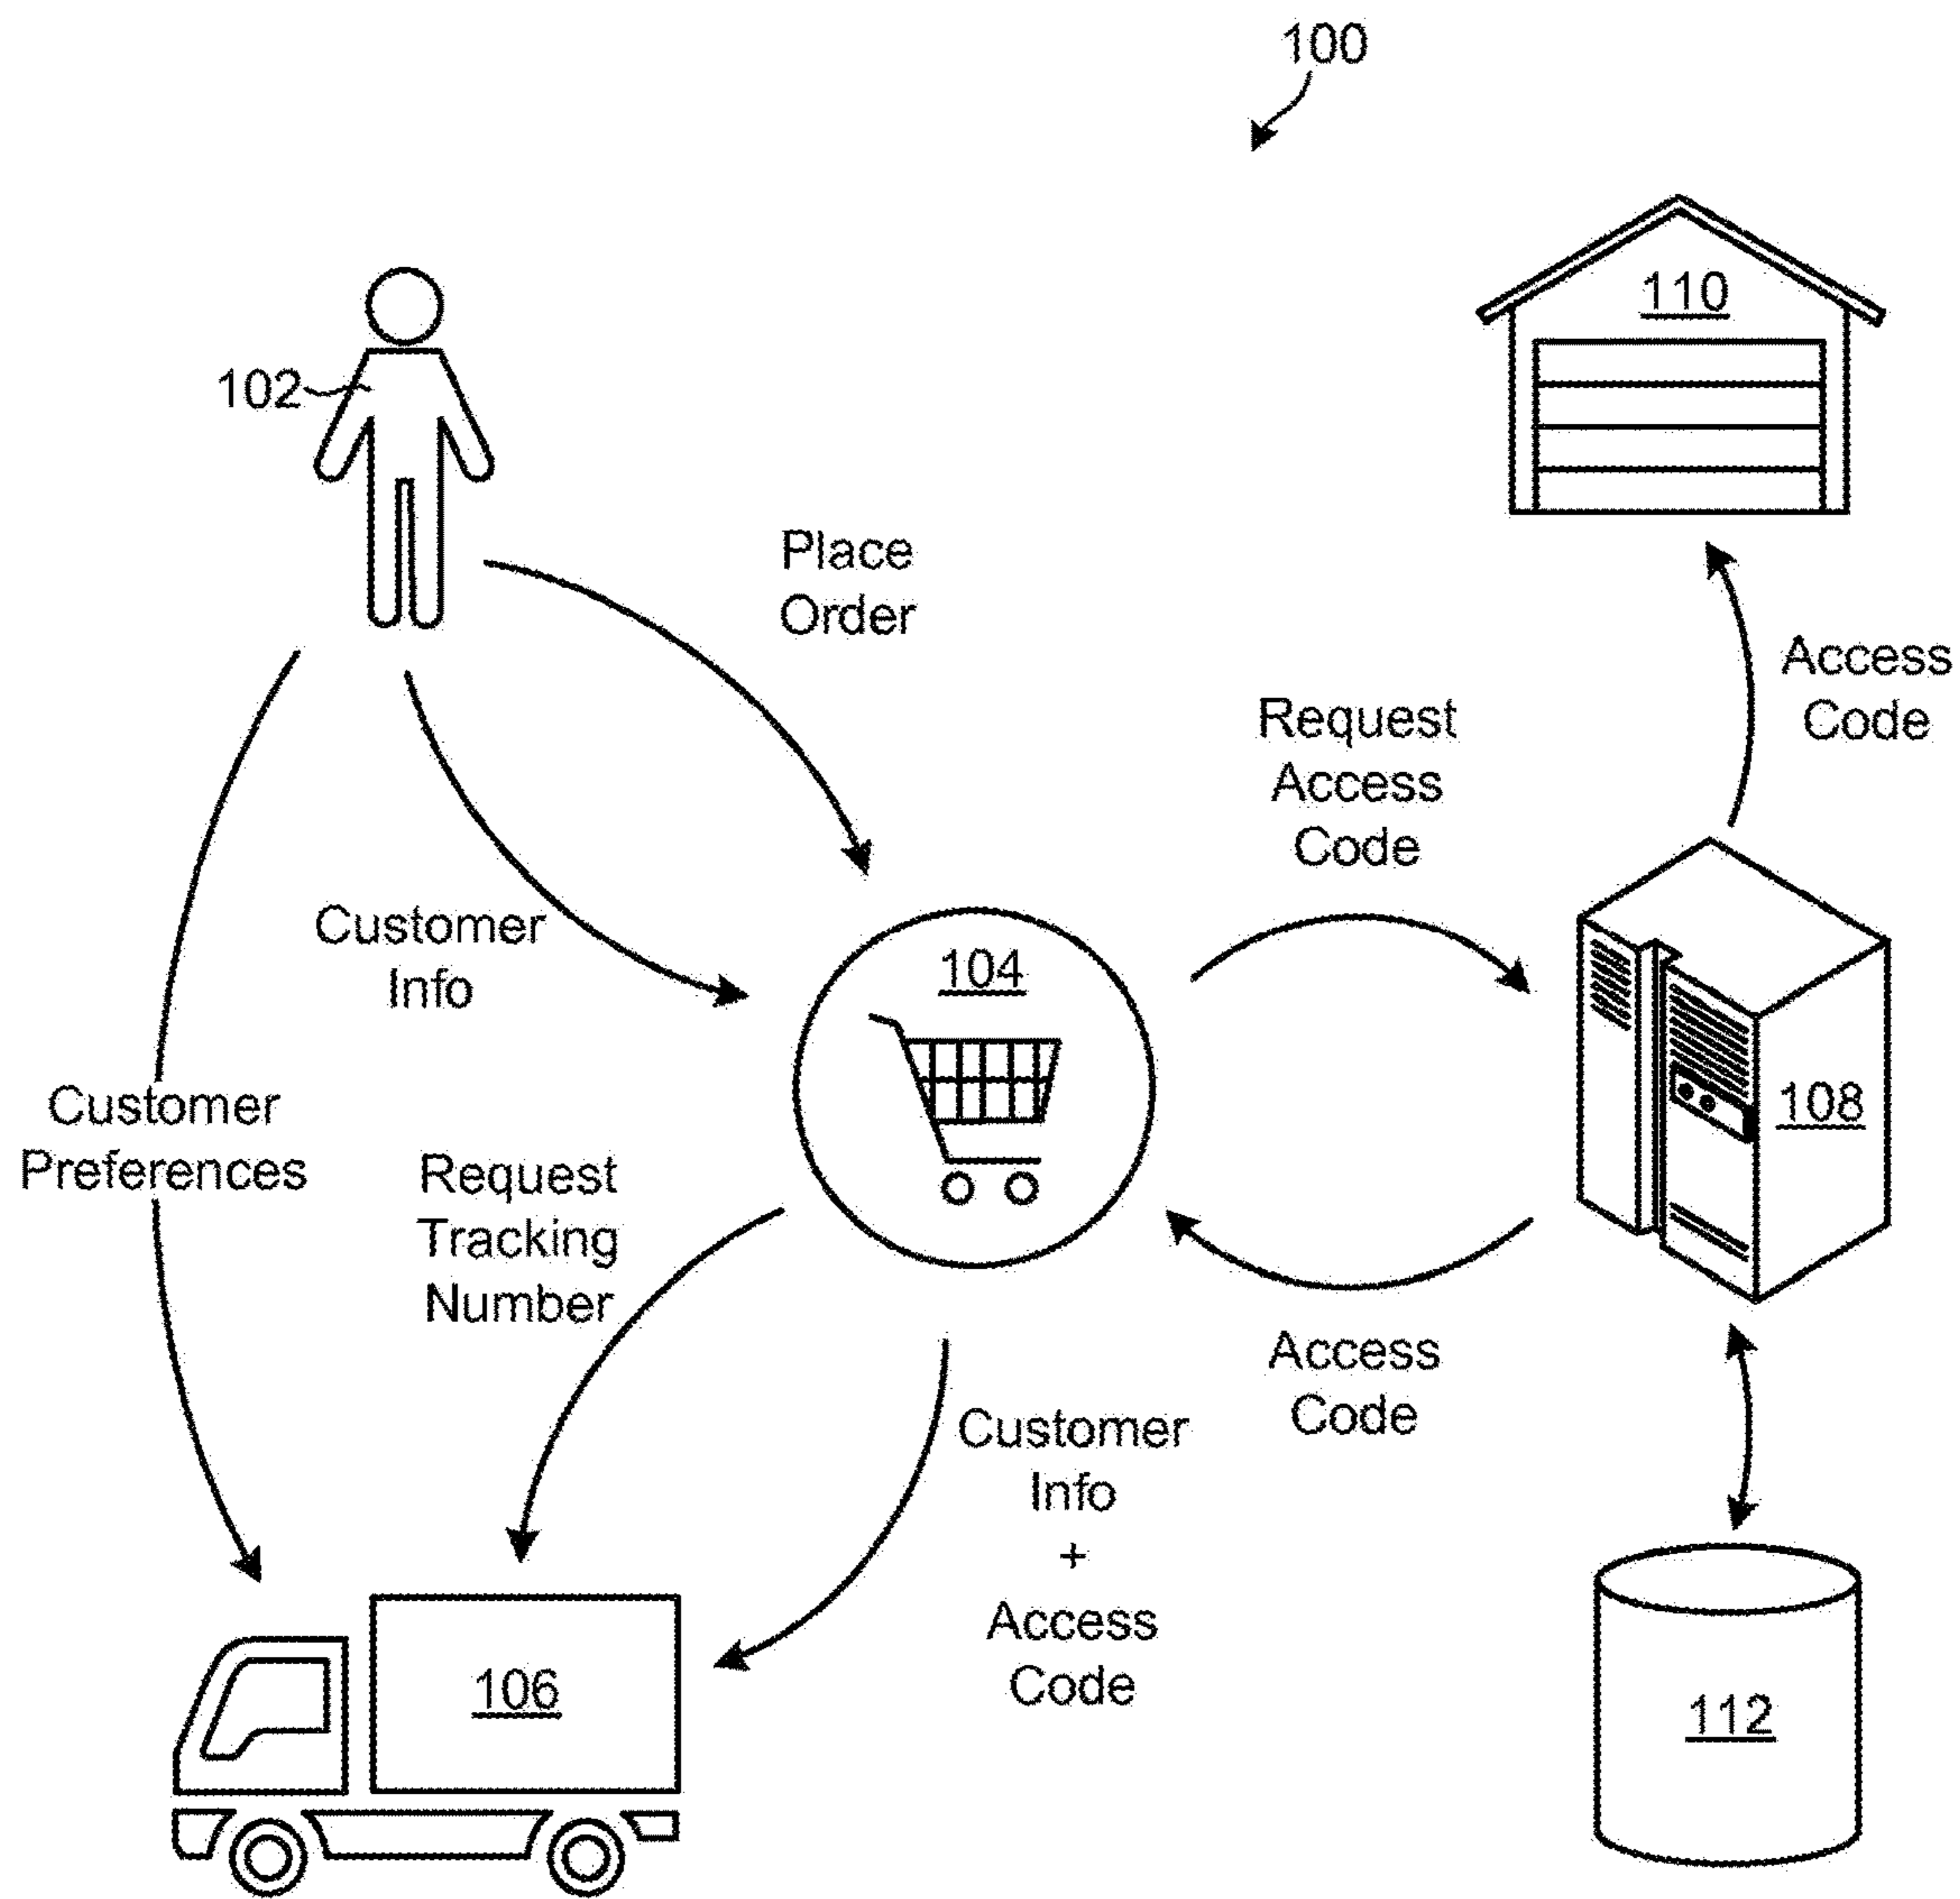 100
110
102
Place
Order
Access
Code
Request
Access
Code
Customer
Info
104
108
Customer
Preferences
Request
Tracking
Number
Access
Code
Customer
Info
+
Access
Code
106
112